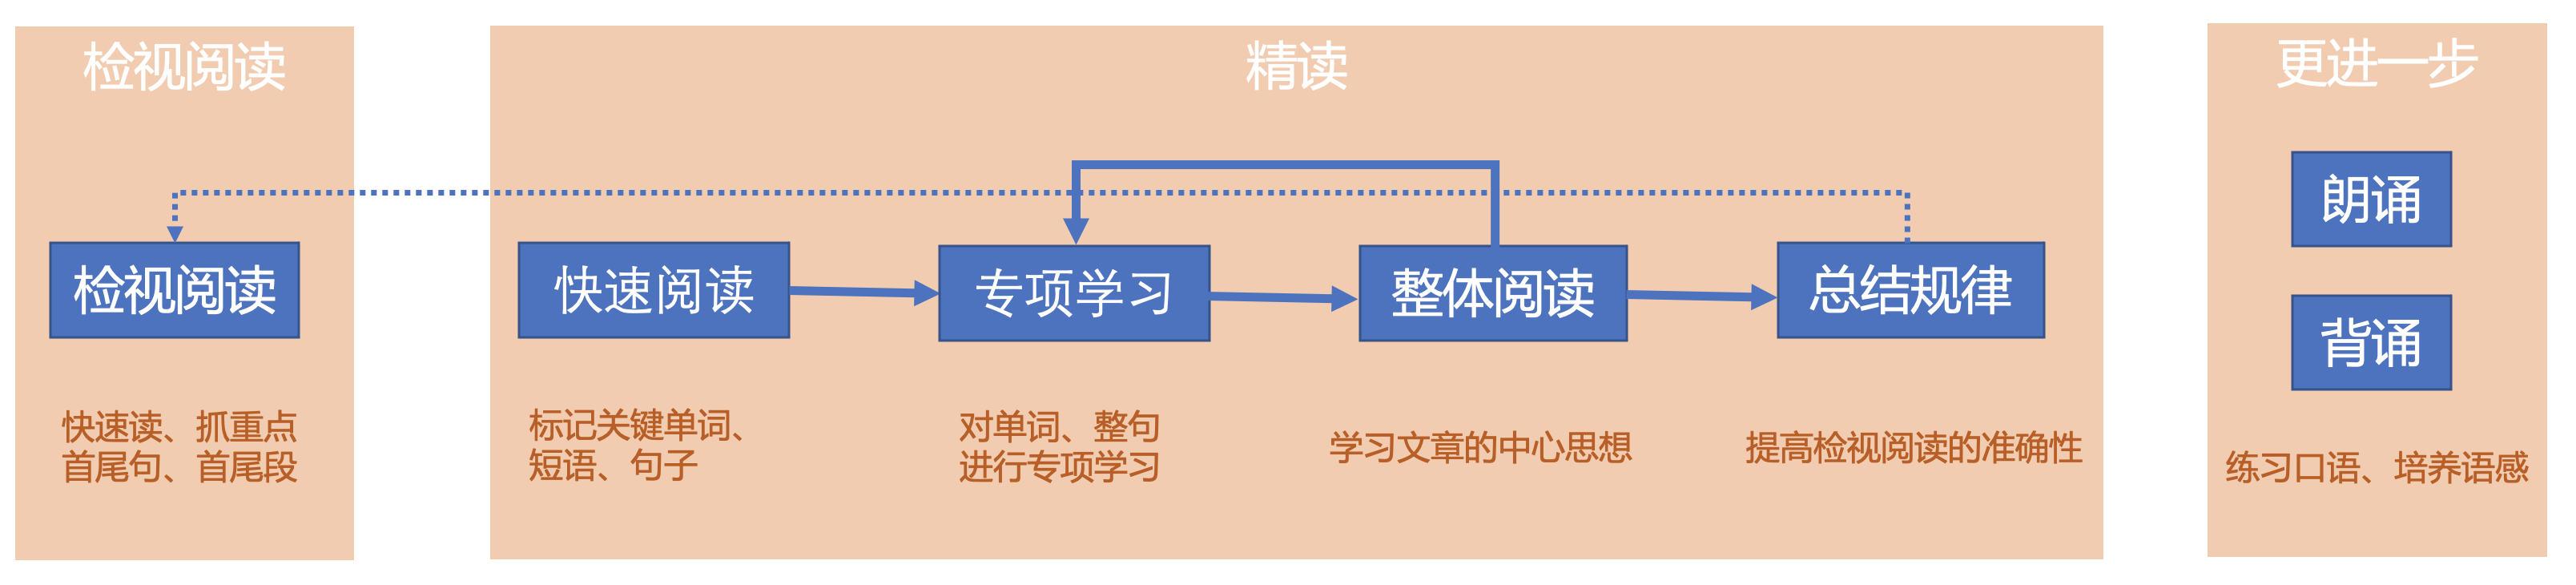 检视阅读
精读
更进一步
朗诵
检视阅读
快速阅读
专项学习
整体阅读
总结规律
背诵
快速读、抓重点
首尾句、首尾段
标记关键单词、
短语、句子
对单词、整句
进行专项学习
学习文章的中心思想
提高检视阅读的准确性
练习口语、培养语感